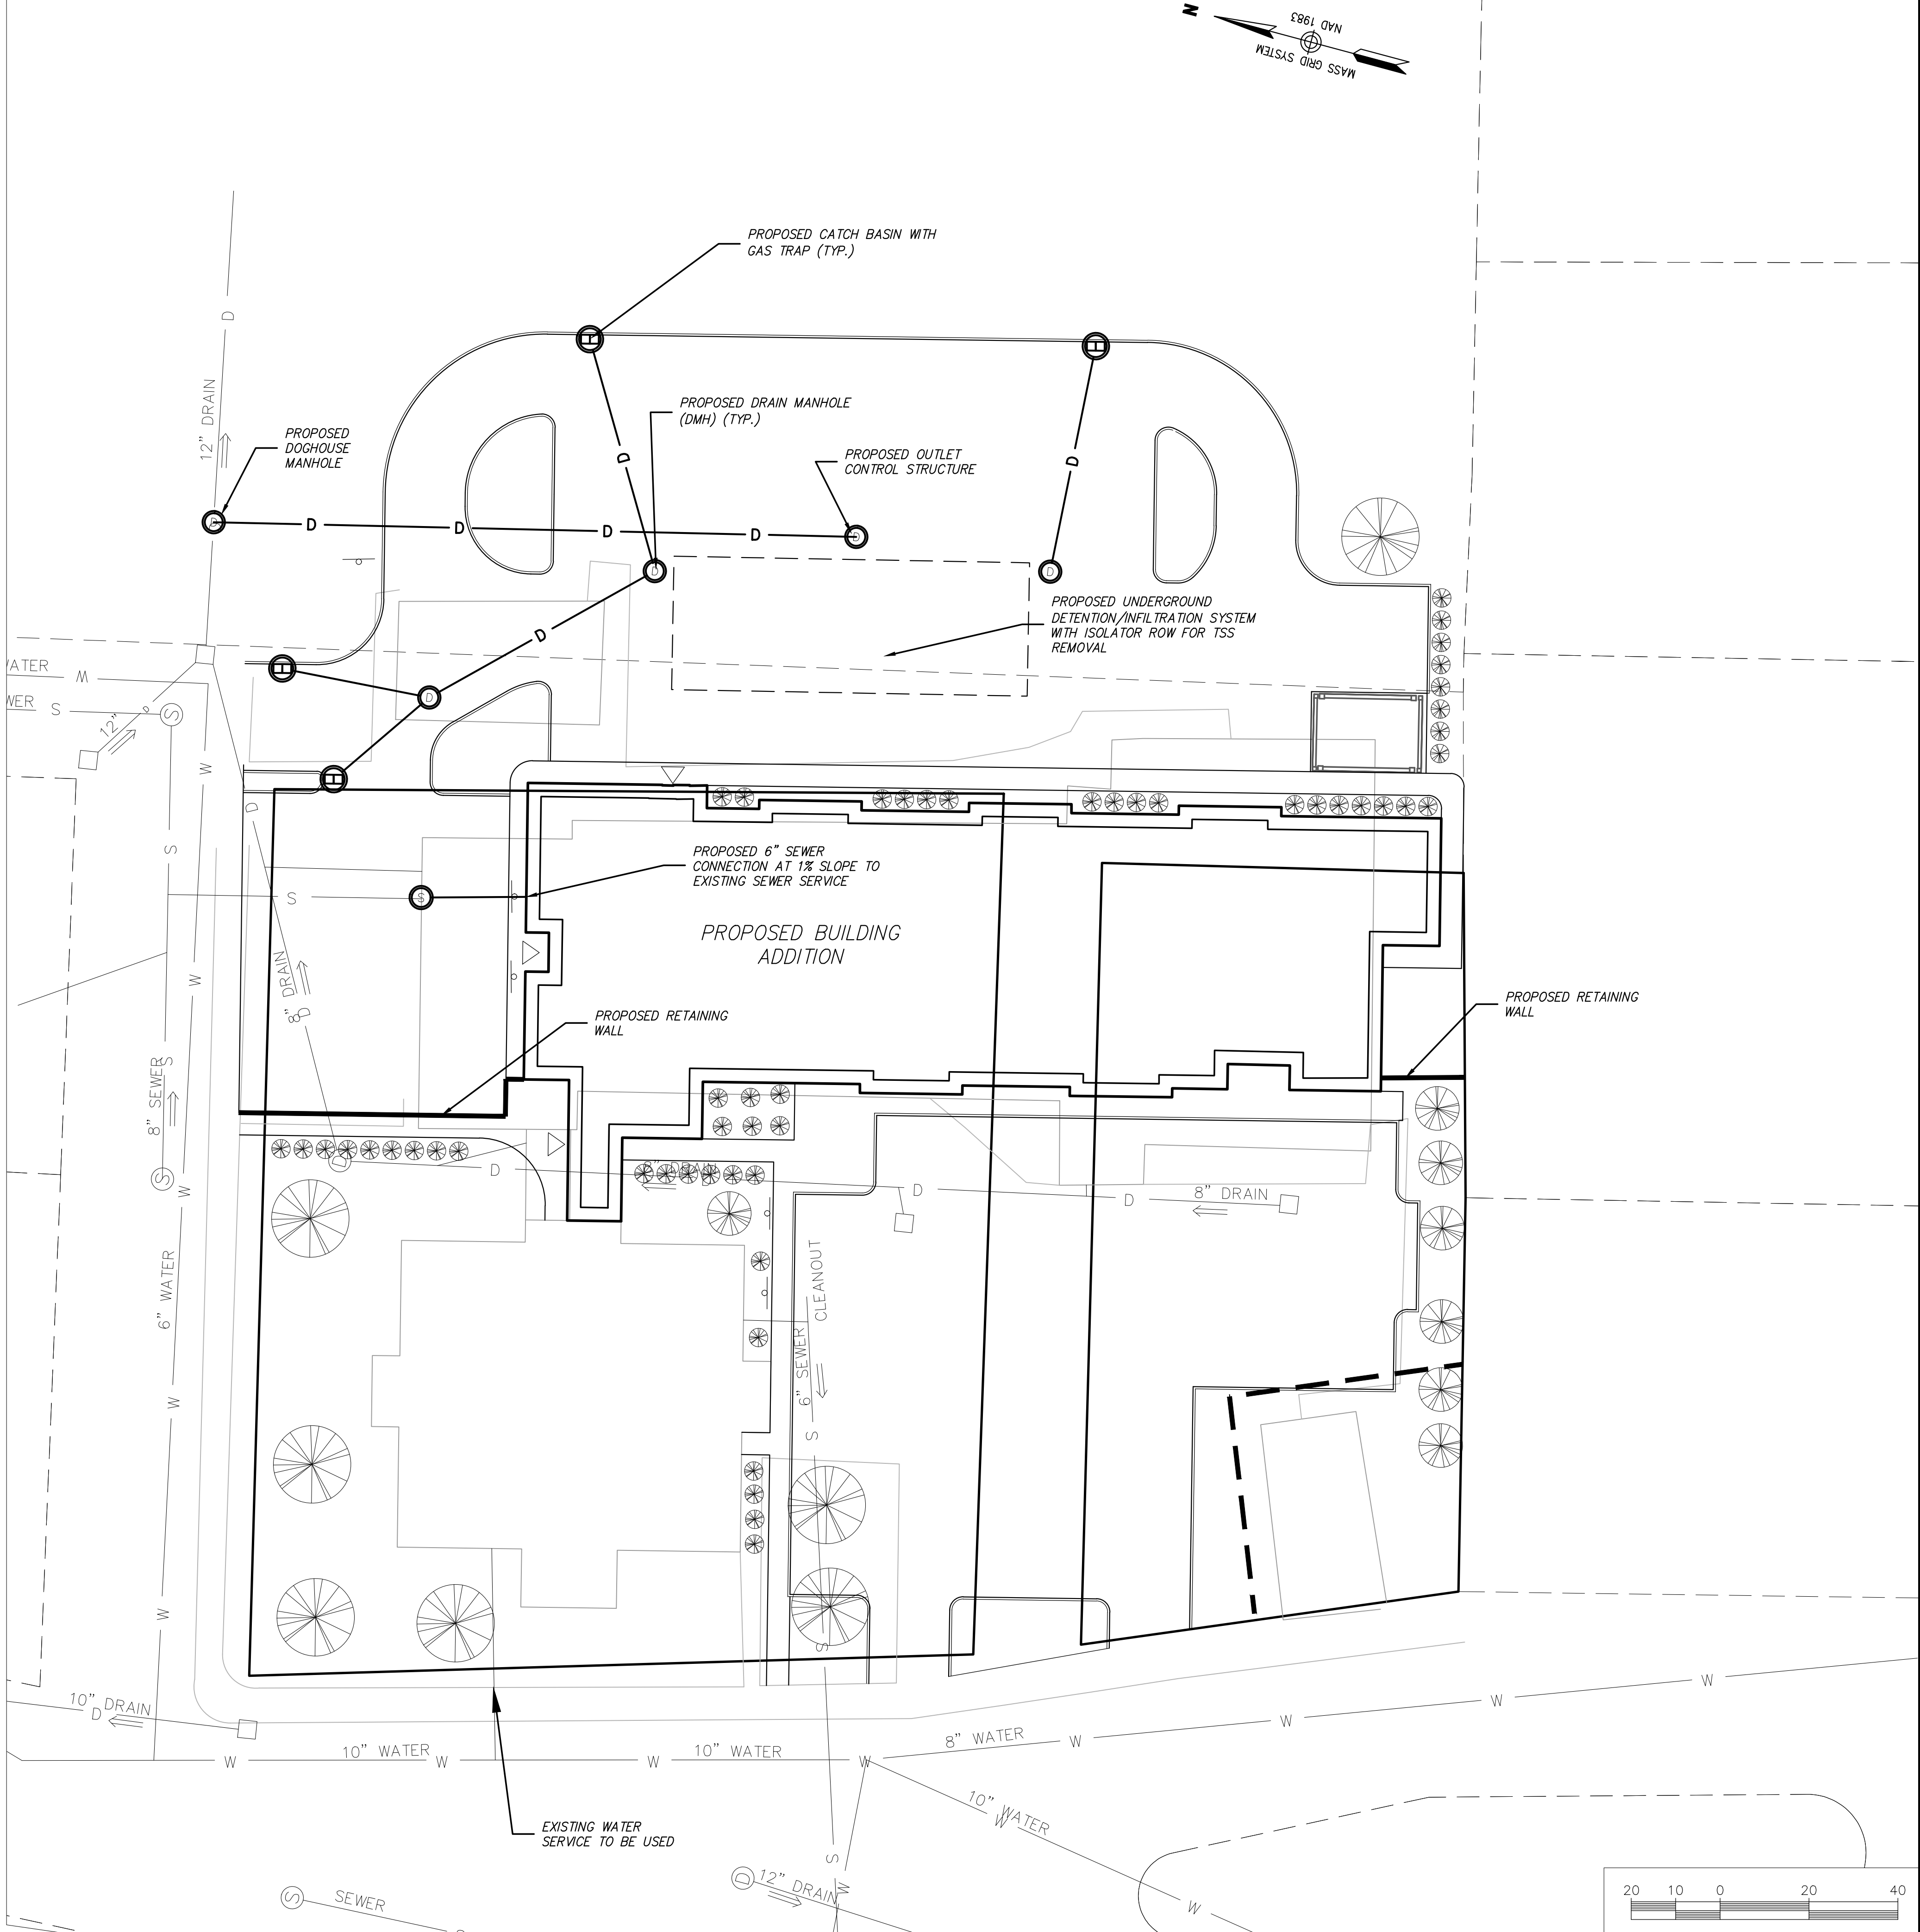 N
NAD 1983
MASS GRID SYSTEM
PROPOSED CATCH BASIN WITH
GAS TRAP (TYP.)
D
12" DRAIN
PROPOSED DRAIN MANHOLE
(DMH) (TYP.)
PROPOSED
DOGHOUSE
MANHOLE
PROPOSED OUTLET
CONTROL STRUCTURE
D
D
D
D
D
D
D
D
D
D
D
PROPOSED UNDERGROUND
DETENTION/INFILTRATION SYSTEM
WITH ISOLATOR ROW FOR TSS
REMOVAL
WATER
W
WER
S
S
12"
D
D
W
D
S
PROPOSED 6" SEWER
CONNECTION AT 1% SLOPE TO
EXISTING SEWER SERVICE
S
S
PROPOSED BUILDING
ADDITION
8" DRAIN
D
W
PROPOSED RETAINING
WALL
PROPOSED RETAINING
WALL
8" SEWER
S
S
D
D
8" DRAIN
D
D
8" DRAIN
D
W
6" WATER
CLEANOUT
6" SEWER
S
W
W
S
10" DRAIN
D
10" WATER
10" WATER
8" WATER
W
W
W
W
W
W
W
W
10" WATER
W
W
EXISTING WATER
SERVICE TO BE USED
S
W
S
SEWER
D
12" DRAIN
20 10 0 20 40